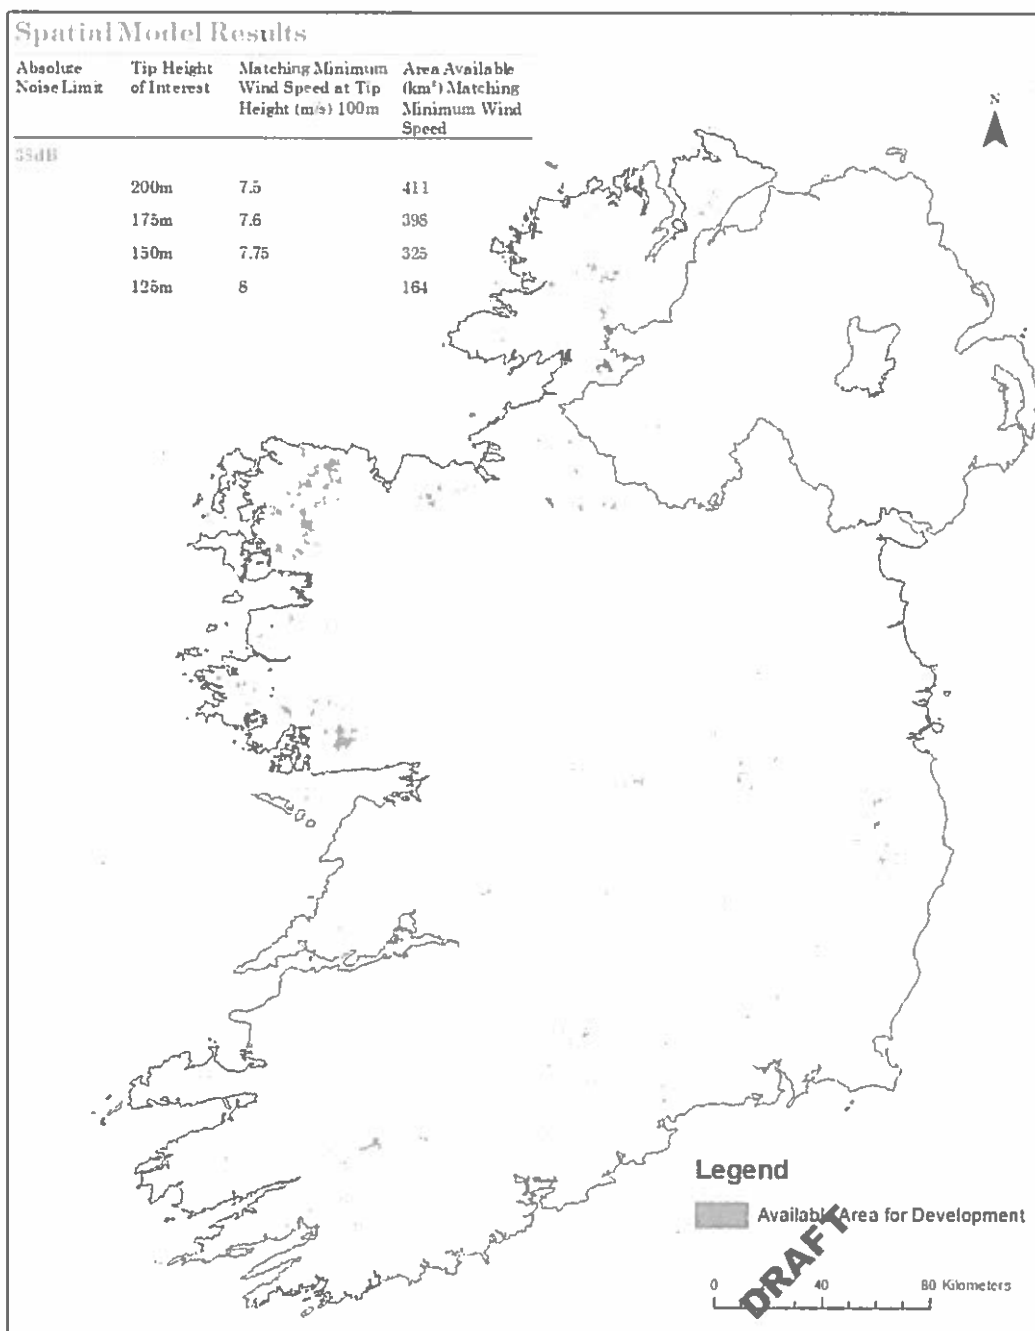 Spatial Model Results
Absolute Noise Limit
Tip Height of Interest
Matching Minimum Wind Speed at Tip Height (m/s) 100m
Area Available (km²) Matching Minimum Wind Speed
35dB
200m 7.5 411
175m 7.6 398
150m 7.75 325
125m 8 164
N
Legend
Available Area for Development
DRAFT
0 40 80 Kilometers